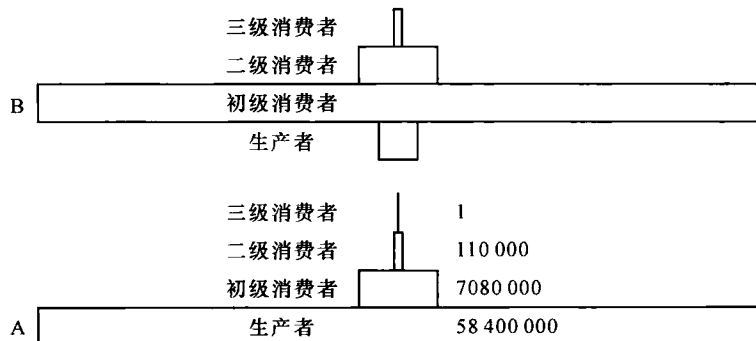 三级消费者
二级消费者
B 初级消费者
生产者
三级消费者 1
二级消费者 110 000
初级消费者 7080 000
A 生产者 58 400 000